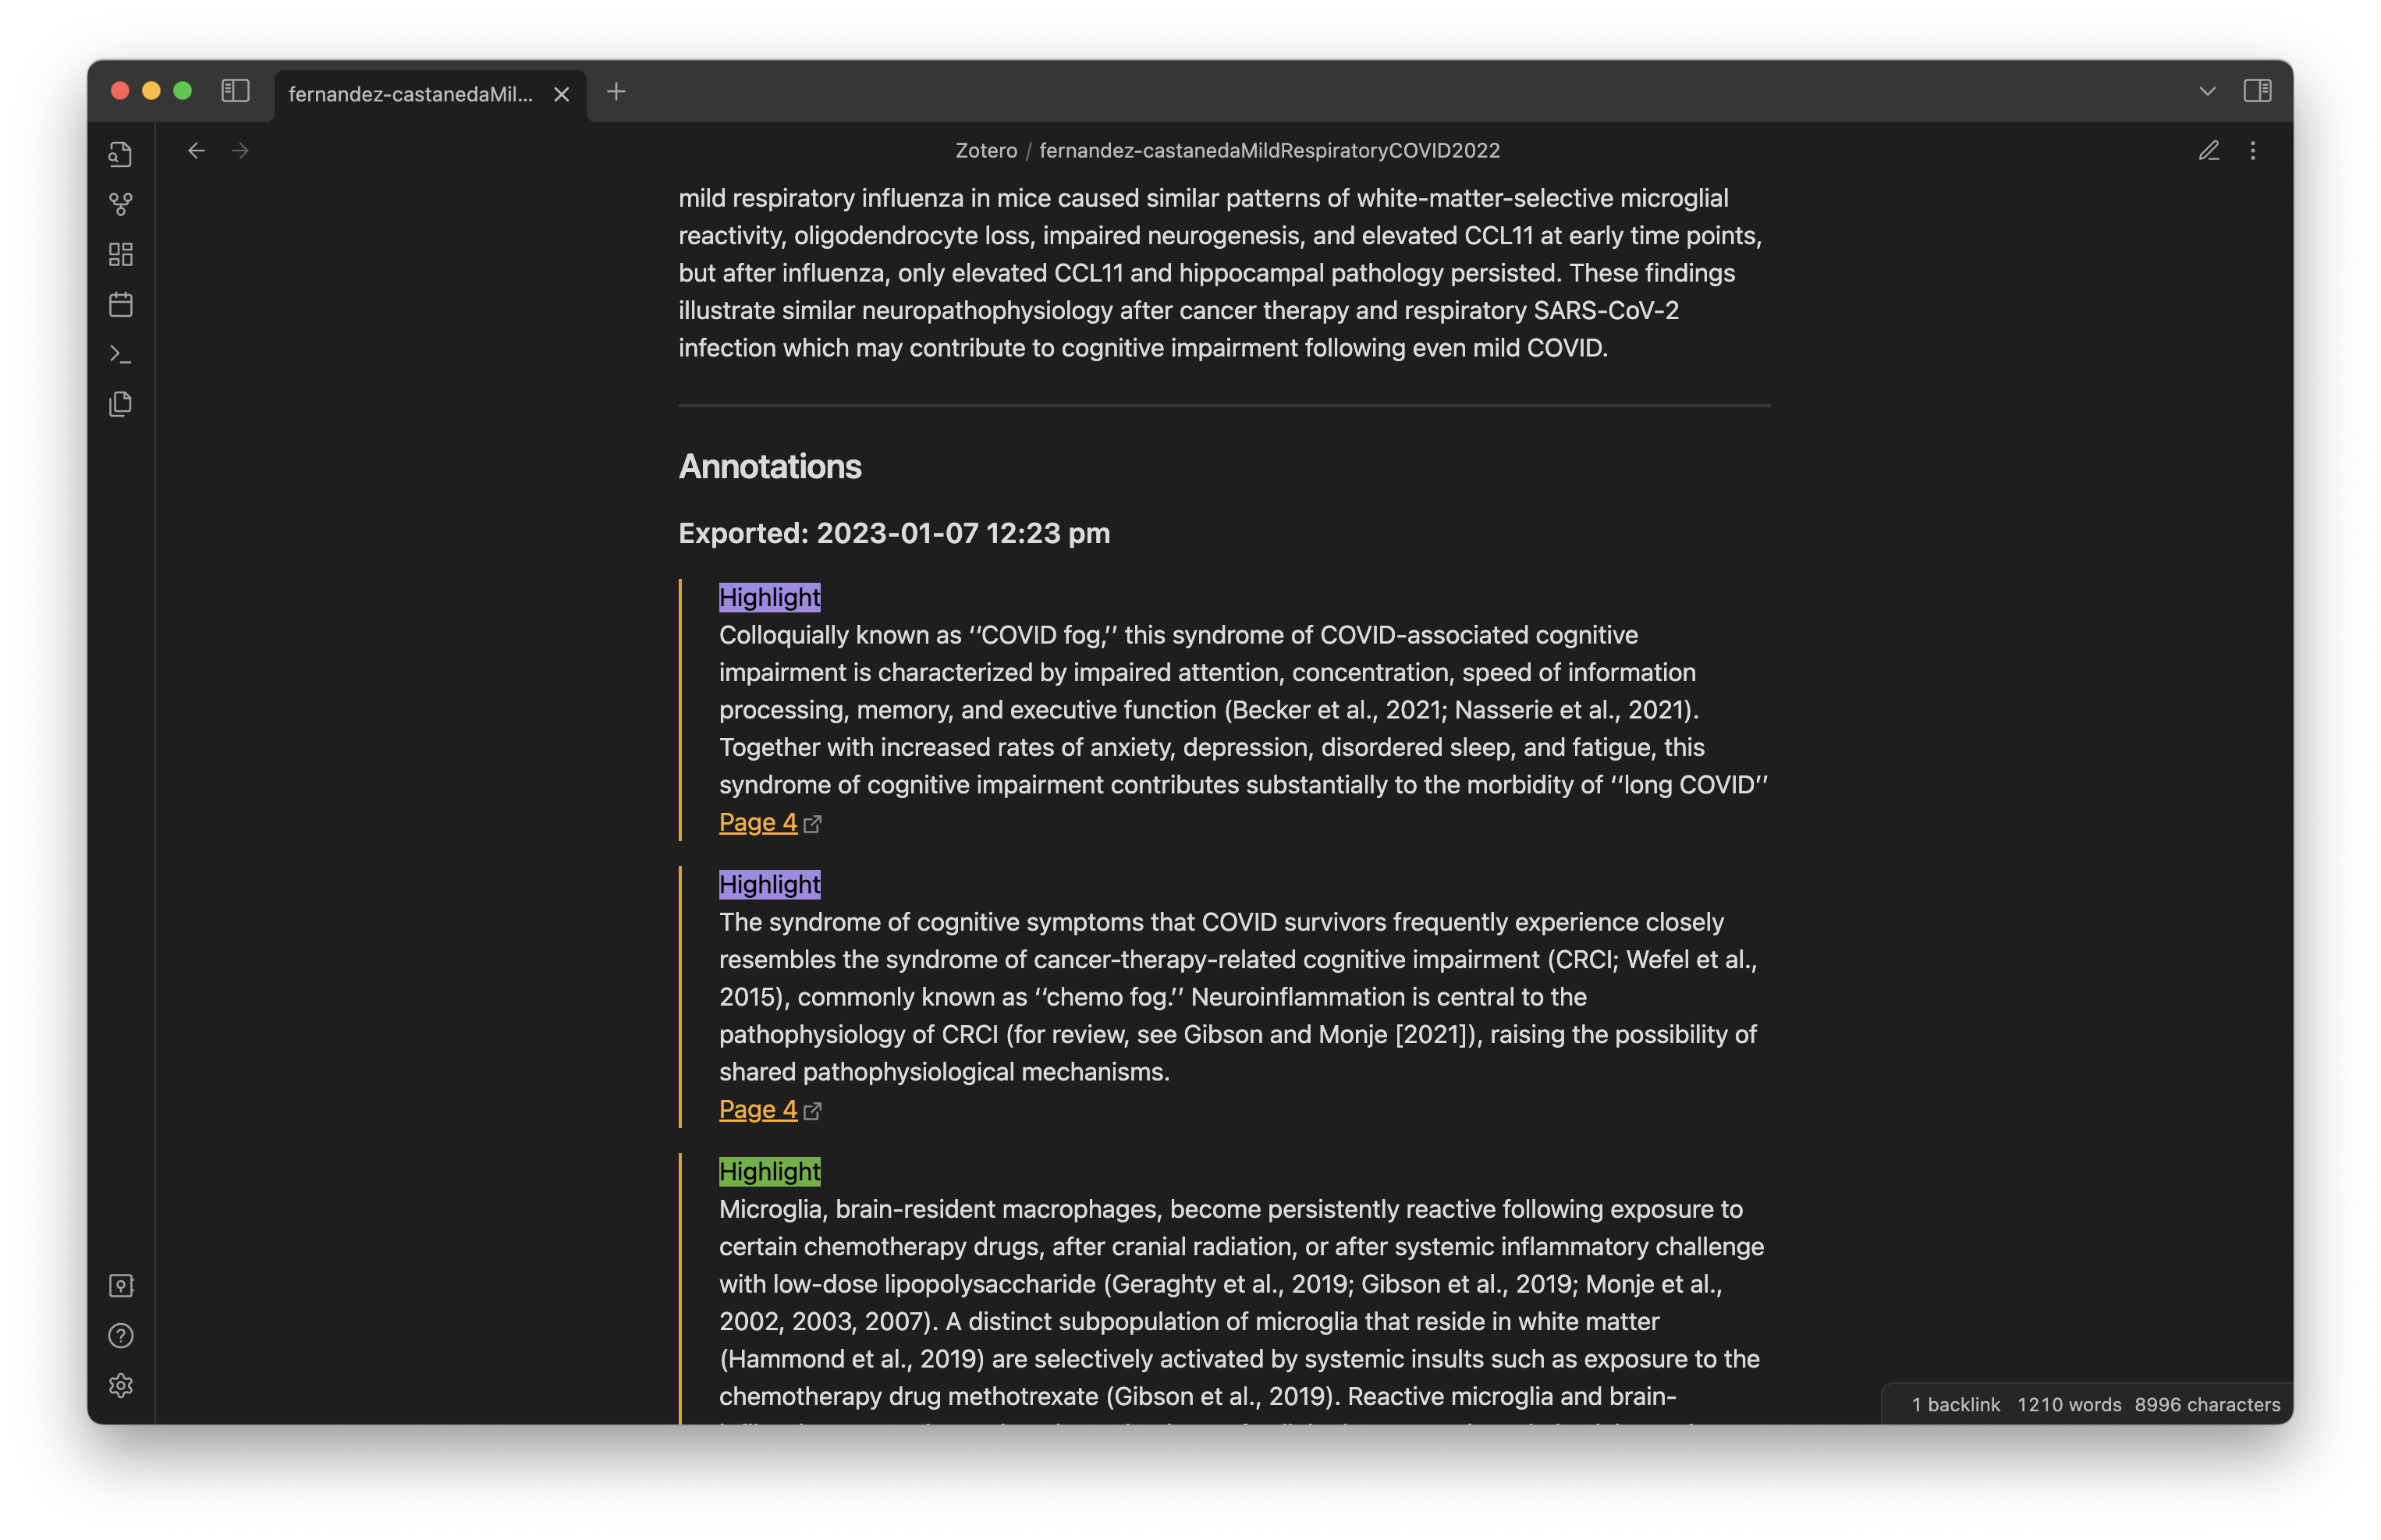 fernandez-castanedaMil...
Zotero / fernandez-castanedaMildRespiratoryCOVID2022
mild respiratory influenza in mice caused similar patterns of white-matter-selective microglial
reactivity, oligodendrocyte loss, impaired neurogenesis, and elevated CCL11 at early time points,
but after influenza, only elevated CCL11 and hippocampal pathology persisted. These findings
illustrate similar neuropathophysiology after cancer therapy and respiratory SARS-CoV-2
infection which may contribute to cognitive impairment following even mild COVID.
Annotations
Exported: 2023-01-07 12:23 pm
Highlight
Colloquially known as ‘‘COVID fog,’’ this syndrome of COVID-associated cognitive
impairment is characterized by impaired attention, concentration, speed of information
processing, memory, and executive function (Becker et al., 2021; Nasserie et al., 2021).
Together with increased rates of anxiety, depression, disordered sleep, and fatigue, this
syndrome of cognitive impairment contributes substantially to the morbidity of ‘‘long COVID’’
Page 4
Highlight
The syndrome of cognitive symptoms that COVID survivors frequently experience closely
resembles the syndrome of cancer-therapy-related cognitive impairment (CRCI; Wefel et al.,
2015), commonly known as ‘‘chemo fog.’’ Neuroinflammation is central to the
pathophysiology of CRCI (for review, see Gibson and Monje [2021]), raising the possibility of
shared pathophysiological mechanisms.
Page 4
Highlight
Microglia, brain-resident macrophages, become persistently reactive following exposure to
certain chemotherapy drugs, after cranial radiation, or after systemic inflammatory challenge
with low-dose lipopolysaccharide (Geraghty et al., 2019; Gibson et al., 2019; Monje et al.,
2002, 2003, 2007). A distinct subpopulation of microglia that reside in white matter
(Hammond et al., 2019) are selectively activated by systemic insults such as exposure to the
chemotherapy drug methotrexate (Gibson et al., 2019). Reactive microglia and brain-
1 backlink 1210 words 8996 characters